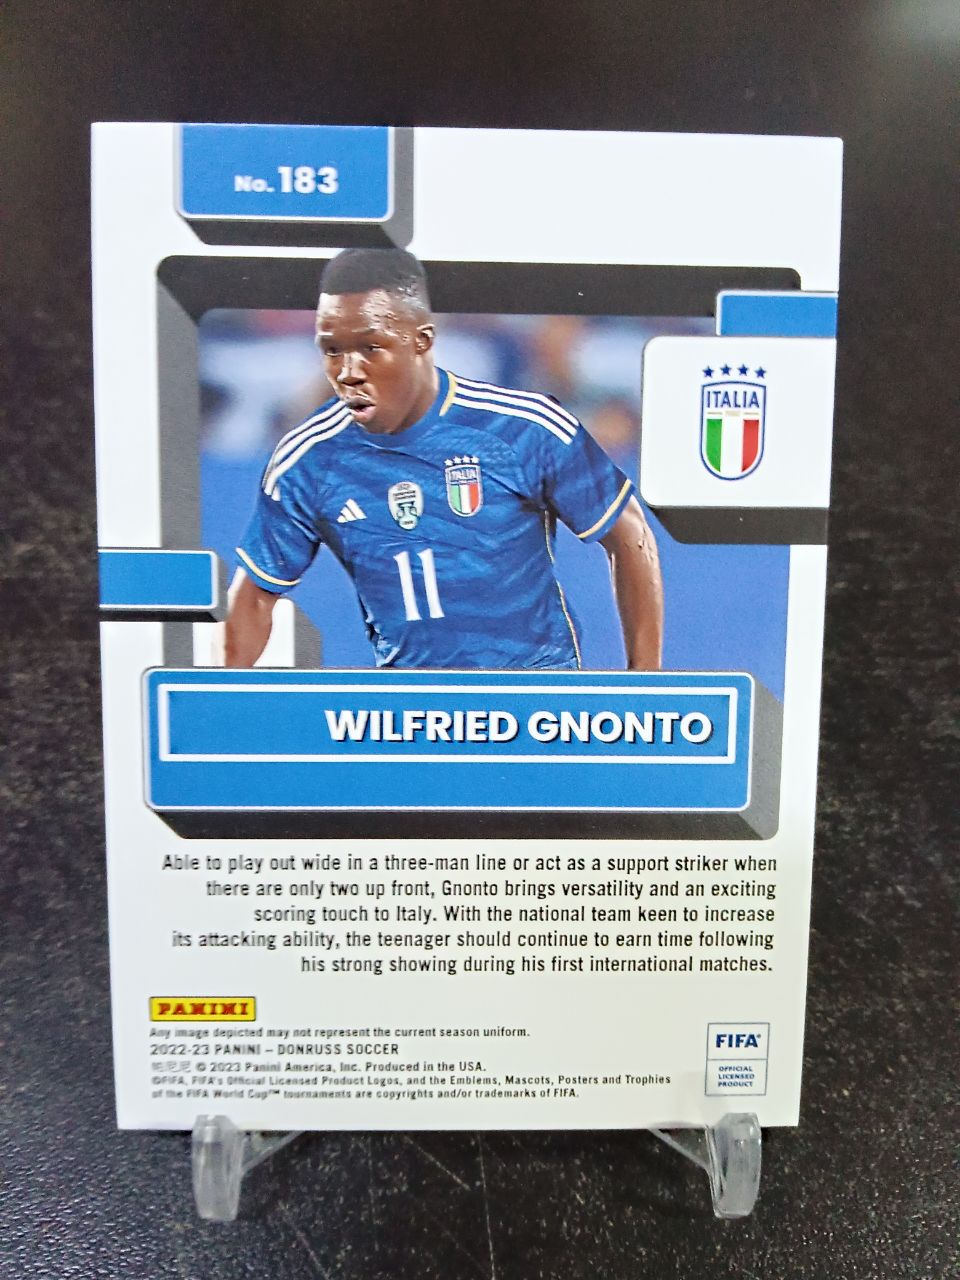 No. 183
ITALIA
ITALIA
11
WILFRIED GNONTO
Able to play out wide in a three-man line or act as a support striker when
there are only two up front, Gnonto brings versatility and an exciting
scoring touch to Italy. With the national team keen to increase
its attacking ability, the teenager should continue to earn time following
his strong showing during his first international matches.
PANINI
Any image depicted may not represent the current season uniform.
2022-23 PANINI – DONRUSS SOCCER
帕尼尼 © 2023 Panini America, Inc. Produced in the USA.
©FIFA, FIFA's Official Licensed Product Logos, and the Emblems, Mascots, Posters and Trophies
of the FIFA World Cup™ tournaments are copyrights and/or trademarks of FIFA.
FIFA®
OFFICIAL
LICENSED
PRODUCT